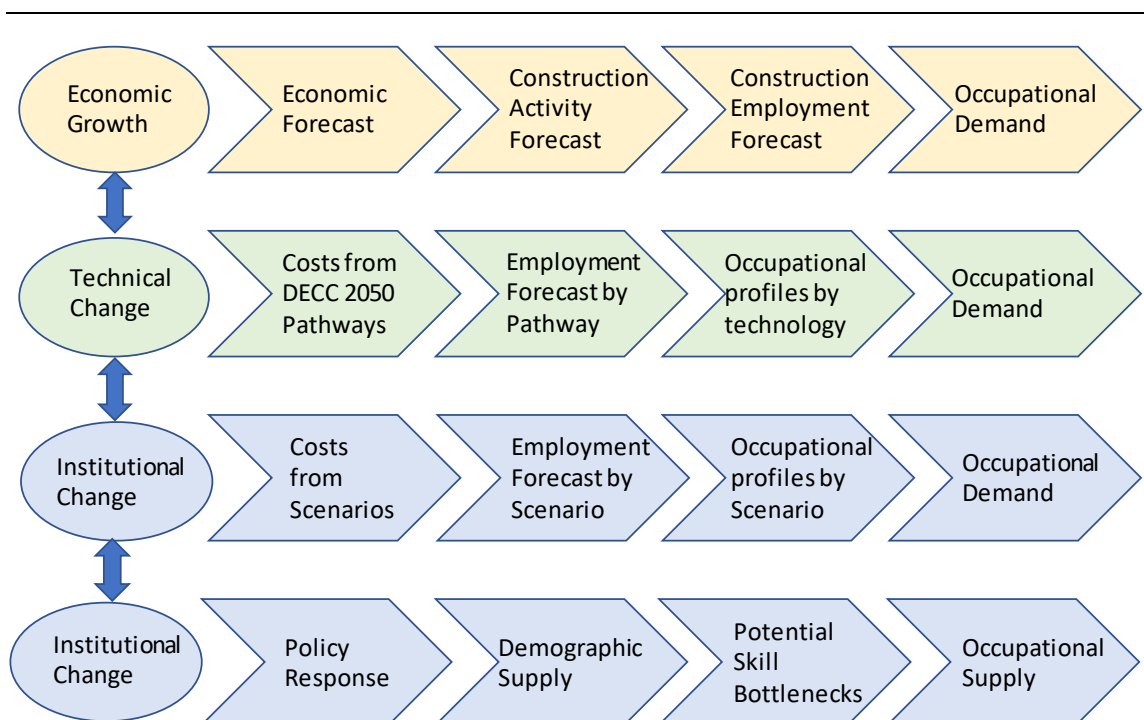 Economic
Growth
Economic
Forecast
Construction
Activity
Forecast
Construction
Employment
Forecast
Occupational
Demand
Technical
Change
Costs from
DECC 2050
Pathways
Employment
Forecast by
Pathway
Occupational
profiles by
technology
Occupational
Demand
Institutional
Change
Costs
from
Scenarios
Employment
Forecast by
Scenario
Occupational
profiles by
Scenario
Occupational
Demand
Institutional
Change
Policy
Response
Demographic
Supply
Potential
Skill
Bottlenecks
Occupational
Supply